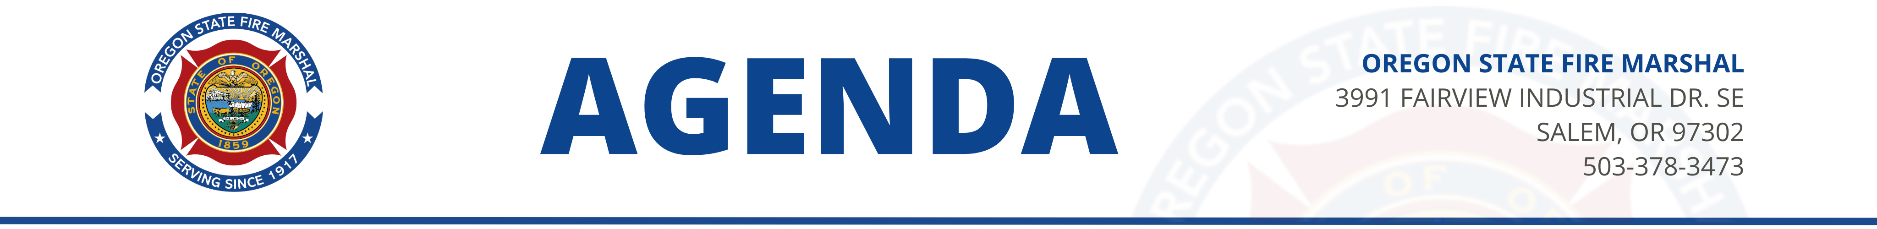 OREGON STATE FIRE MARSHAL
STATE OF OREGON
1859
SERVING SINCE 1917
AGENDA
OREGON STATE FIRE MARSHAL
3991 FAIRVIEW INDUSTRIAL DR. SE
SALEM, OR 97302
503-378-3473